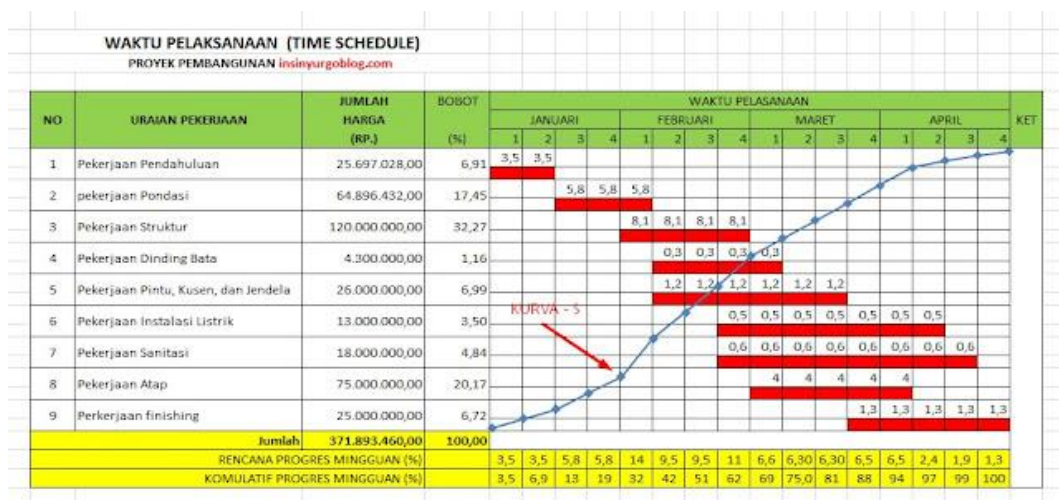 WAKTU PELAKSANAAN (TIME SCHEDULE)
PROYEK PEMBANGUNAN insinyurgoblog.com
NO URAIAN PEKERJAAN JUMLAH HARGA (RP.) BOBOT (%) WAKTU PELASANAAN KET
JANUARI FEBRUARI MARET APRIL
1 2 3 4 1 2 3 4 1 2 3 4 1 2 3 4
1 Pekerjaan Pendahuluan 25.697.028,00 6,91 3,5 3,5
2 pekerjaan Pondasi 64.896.432,00 17,45 5,8 5,8 5,8
3 Pekerjaan Struktur 120.000.000,00 32,27 8,1 8,1 8,1 8,1
4 Pekerjaan Dinding Bata 4.300.000,00 1,16 0,3 0,3 0,3 0,3
5 Pekerjaan Pintu, Kusen, dan Jendela 26.000.000,00 6,99 1,2 1,2 1,2 1,2 1,2 1,2
KURVA - S
6 Pekerjaan Instalasi Listrik 13.000.000,00 3,50 0,5 0,5 0,5 0,5 0,5 0,5 0,5
7 Pekerjaan Sanitasi 18.000.000,00 4,84 0,6 0,6 0,6 0,6 0,6 0,6 0,6 0,6
8 Pekerjaan Atap 75.000.000,00 20,17 4 4 4 4 4
9 Perkerjaan finishing 25.000.000,00 6,72 1,3 1,3 1,3 1,3 1,3
Jumlah 371.893.460,00 100,00
RENCANA PROGRES MINGGUAN (%) 3,5 3,5 5,8 5,8 14 9,5 9,5 11 6,6 6,30 6,30 6,5 6,5 2,4 1,9 1,3
KOMULATIF PROGRES MINGGUAN (%) 3,5 6,9 13 19 32 42 51 62 69 75,0 81 88 94 97 99 100